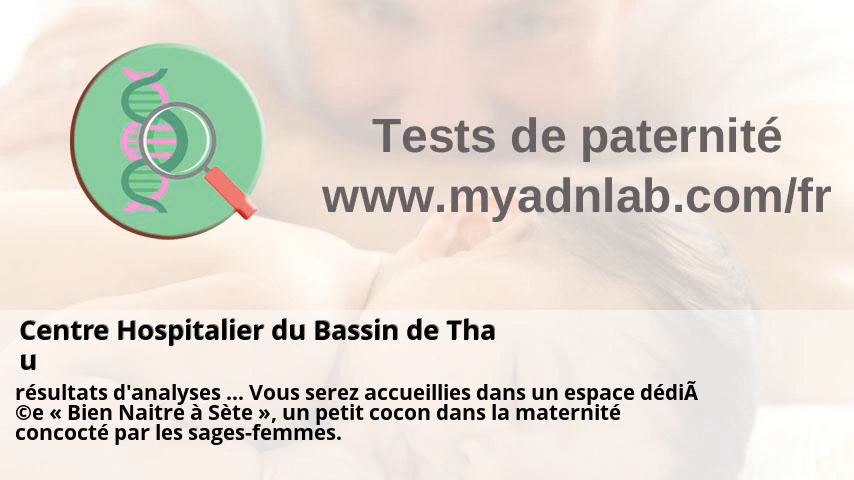 Tests de paternité
www.myadnlab.com/fr
Centre Hospitalier du Bassin de Tha
u
résultats d'analyses ... Vous serez accueillies dans un espace dédiÃ
©e « Bien Naitre à Sète », un petit cocon dans la maternité
concocté par les sages-femmes.